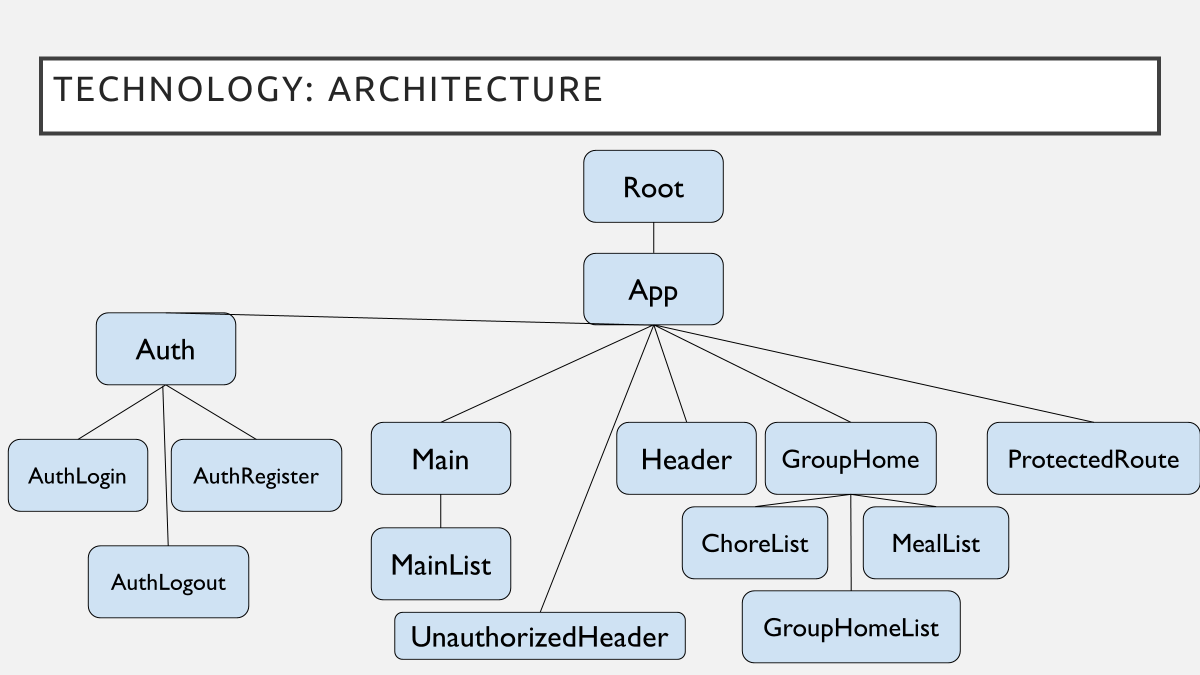 TECHNOLOGY: ARCHITECTURE
Root
App
Auth
AuthLogin
AuthRegister
AuthLogout
Main
MainList
UnauthorizedHeader
Header
GroupHome
ProtectedRoute
ChoreList
MealList
GroupHomeList